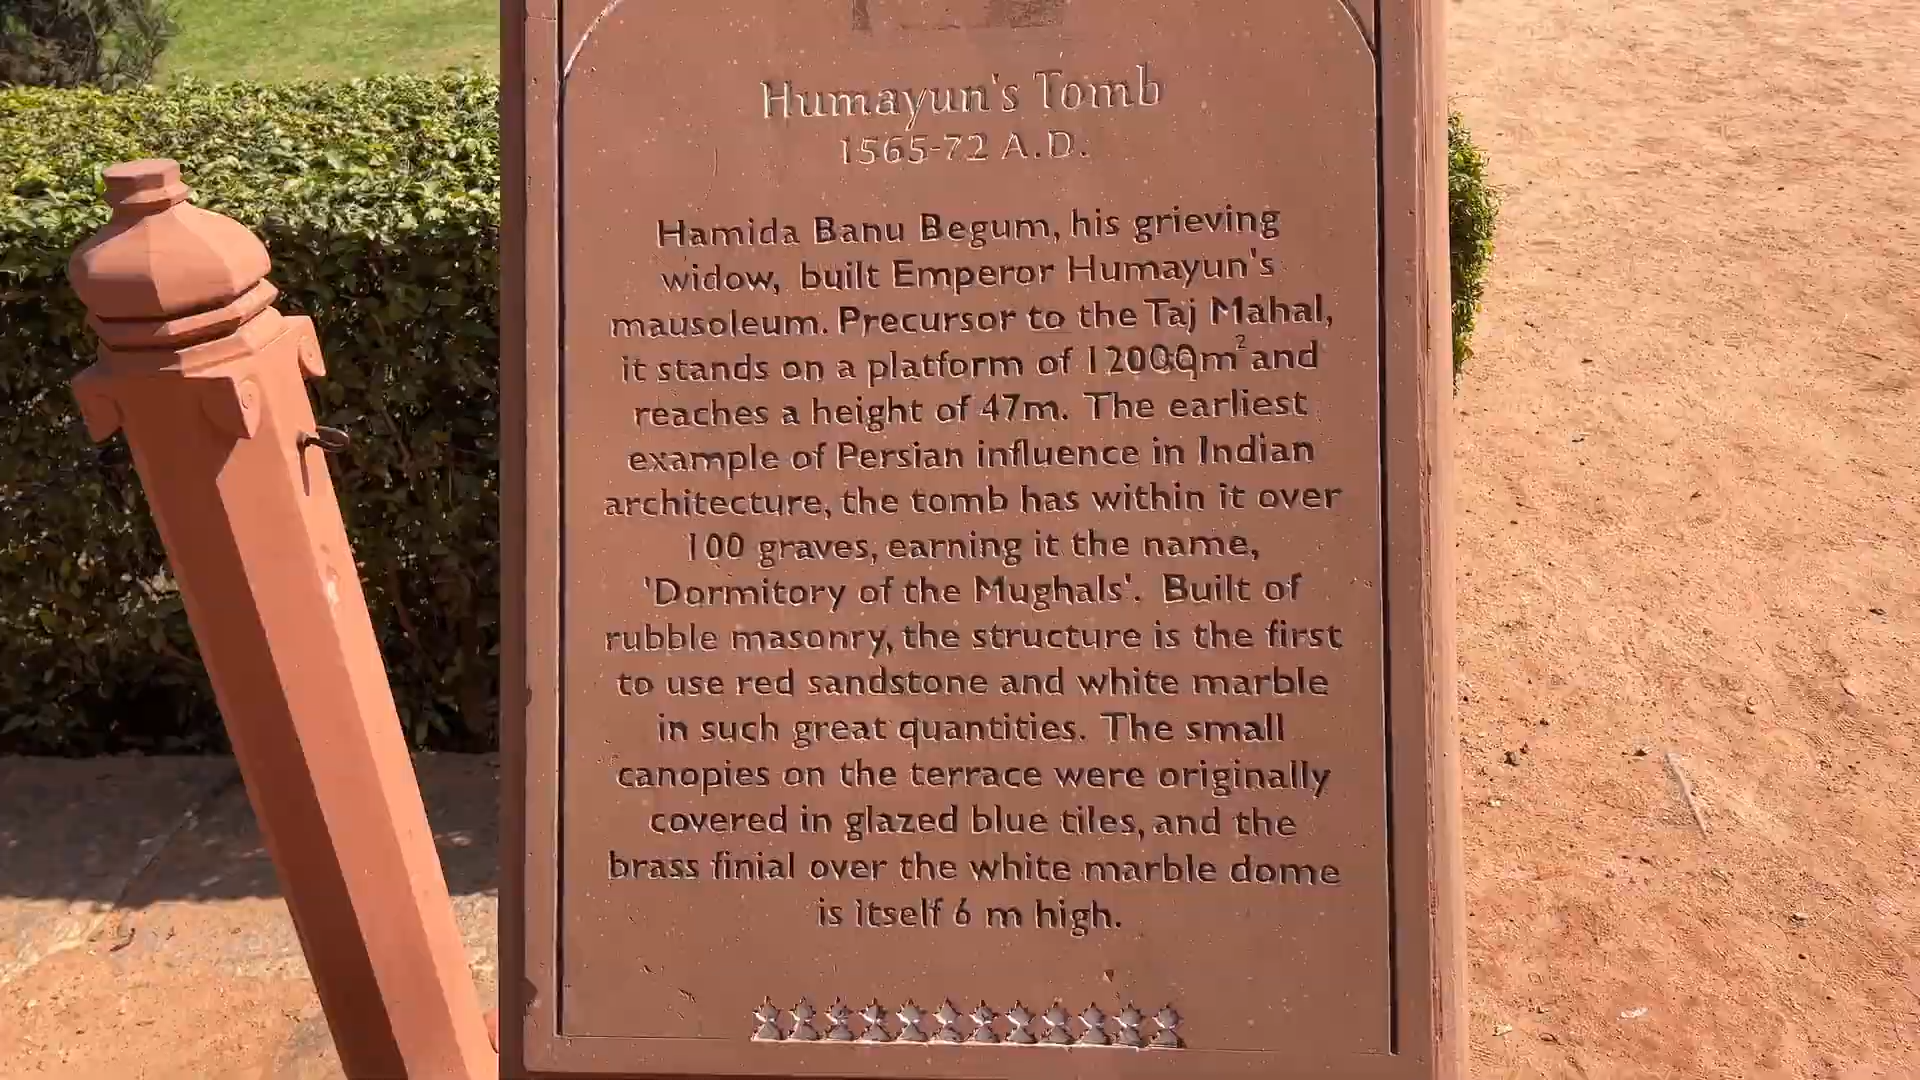 Humayun's Tomb
1565-72 A.D.
Hamida Banu Begum, his grieving
widow, built Emperor Humayun's
mausoleum. Precursor to the Taj Mahal,
it stands on a platform of 12000m² and
reaches a height of 47m. The earliest
example of Persian influence in Indian
architecture, the tomb has within it over
100 graves, earning it the name,
'Dormitory of the Mughals'. Built of
rubble masonry, the structure is the first
to use red sandstone and white marble
in such great quantities. The small
canopies on the terrace were originally
covered in glazed blue tiles, and the
brass finial over the white marble dome
is itself 6 m high.